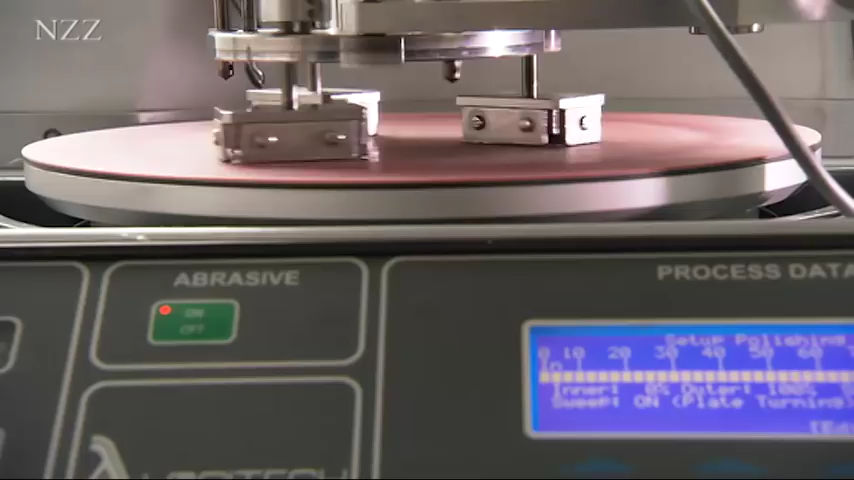 NZZ
ABRASIVE
ON
OFF
PROCESS DATA
Setup Polishing
0 10 20 30 40 50 60
In
Inner: 0% Outer: 100%
Sweep: ON (Plate Turning